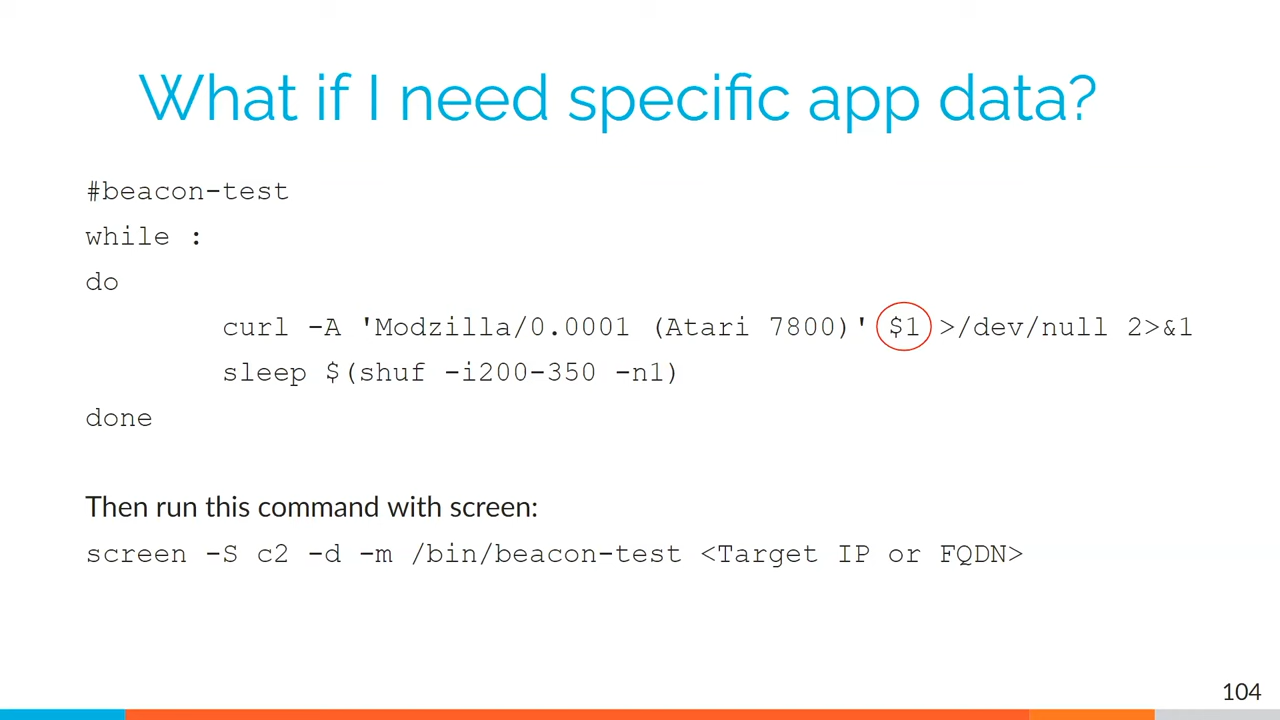 What if I need specific app data?
#beacon-test
while :
do
curl -A 'Modzilla/0.0001 (Atari 7800)' $1 >/dev/null 2>&1
sleep $(shuf -i200-350 -n1)
done
Then run this command with screen:
screen -S c2 -d -m /bin/beacon-test <Target IP or FQDN>
104